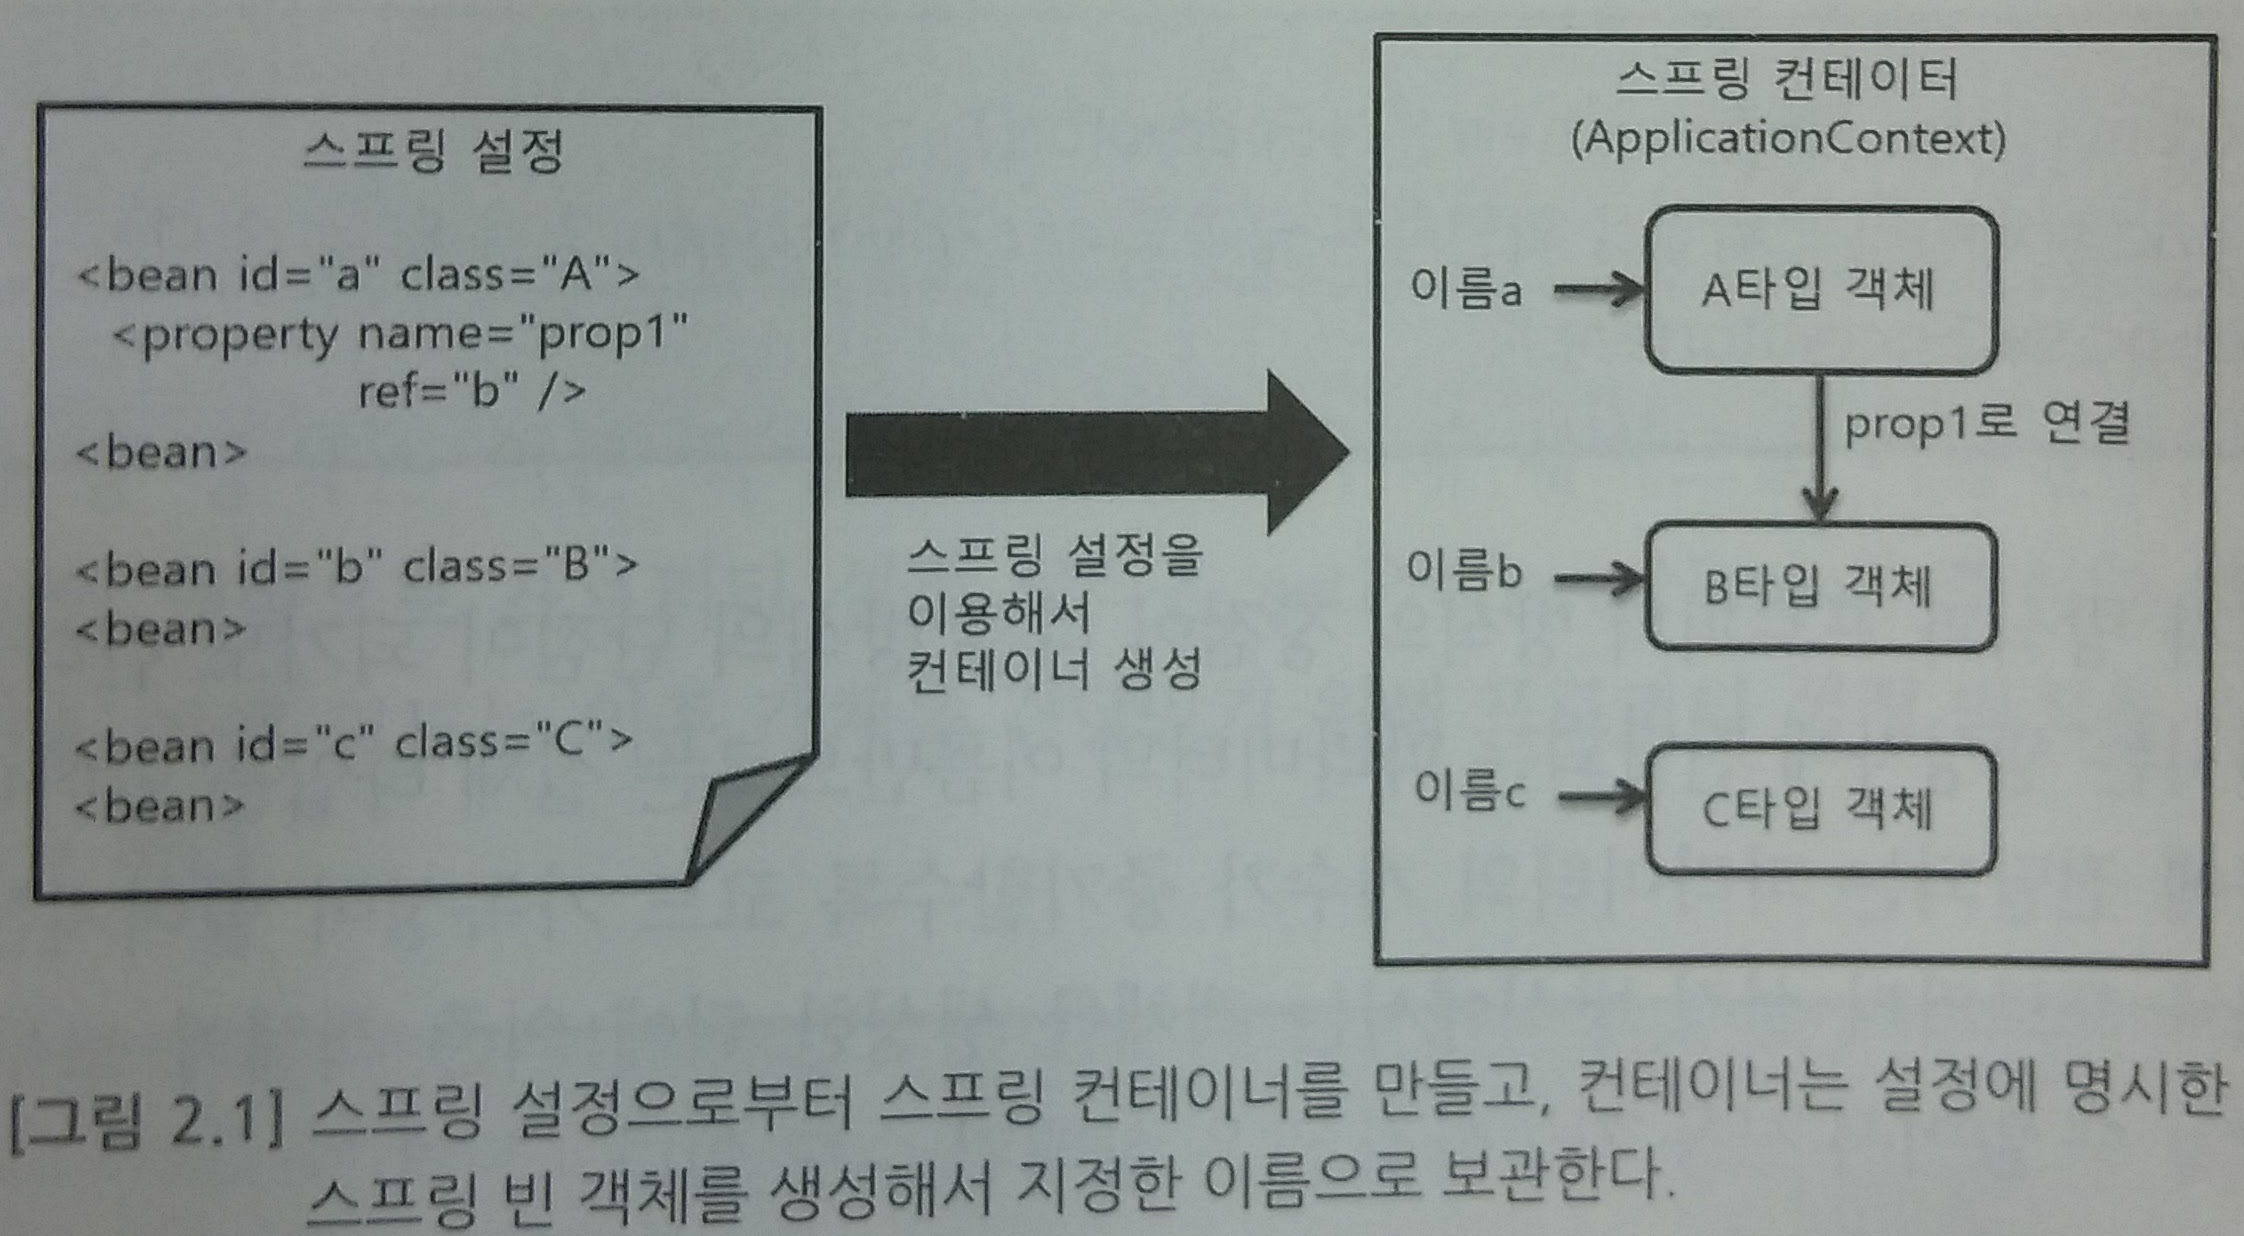 스프링 설정
<bean id="a" class="A">
<property name="prop1"
ref="b" />
<bean>
<bean id="b" class="B">
<bean>
<bean id="c" class="C">
<bean>
스프링 설정을
이용해서
컨테이너 생성
스프링 컨테이터
(ApplicationContext)
이름a
A타입 객체
prop1로 연결
이름b
B타입 객체
이름c
C타입 객체
[그림 2.1] 스프링 설정으로부터 스프링 컨테이너를 만들고, 컨테이너는 설정에 명시한
스프링 빈 객체를 생성해서 지정한 이름으로 보관한다.